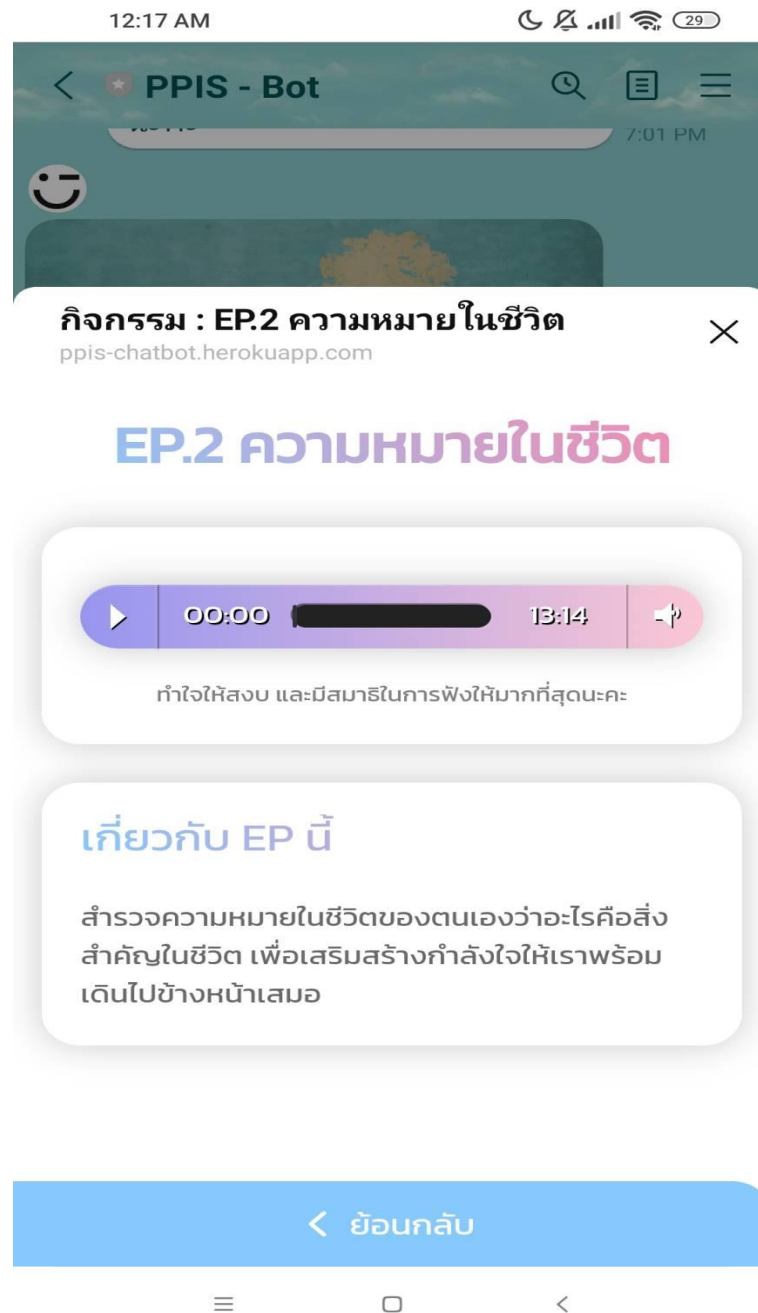 12:17 AM
29
PPIS - Bot
7:01 PM
กิจกรรม : EP.2 ความหมายในชีวิต
ppis-chatbot.herokuapp.com
EP.2 ความหมายในชีวิต
00:00 13:14
ทำใจให้สงบ และมีสมาธิในการฟังให้มากที่สุดนะคะ
เกี่ยวกับ EP นี้
สำรวจความหมายในชีวิตของตนเองว่าอะไรคือสิ่ง
สำคัญในชีวิต เพื่อเสริมสร้างกำลังใจให้เราพร้อม
เดินไปข้างหน้าเสมอ
ย้อนกลับ